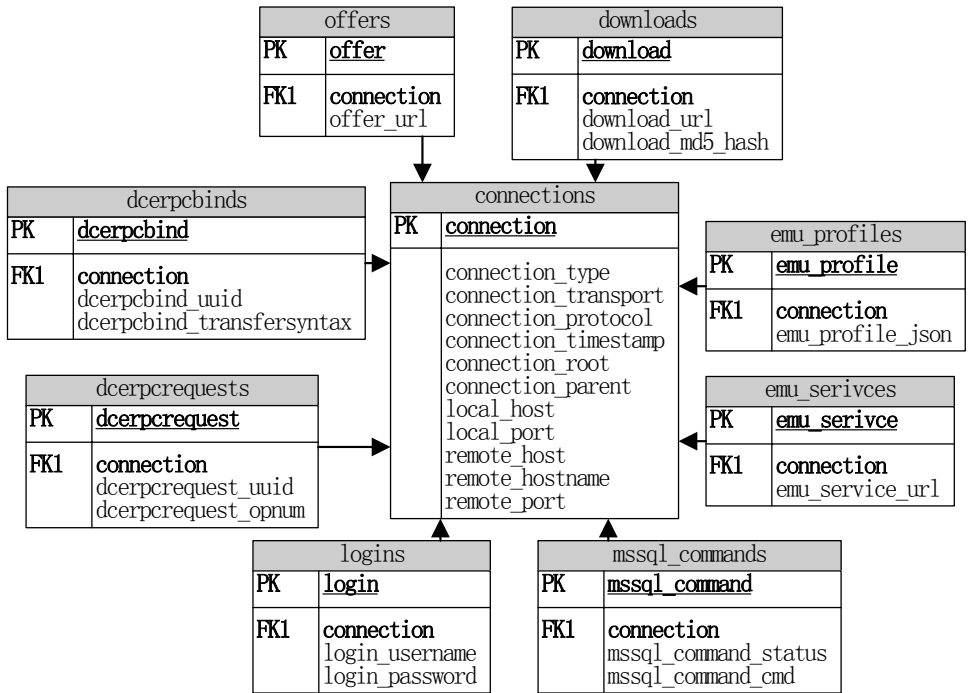 offers
PK offer
FK1 connection
offer_url
downloads
PK download
FK1 connection
download_url
download_md5_hash
dcerpcbinds
PK dcerpcbind
FK1 connection
dcerpcbind_uuid
dcerpcbind_transfersyntax
connections
PK connection
connection_type
connection_transport
connection_protocol
connection_timestamp
connection_root
connection_parent
local_host
local_port
remote_host
remote_hostname
remote_port
emu_profiles
PK emu_profile
FK1 connection
emu_profile_json
dcerpcrequests
PK dcerpcrequest
FK1 connection
dcerpcrequest_uuid
dcerpcrequest_opnum
emu_serivces
PK emu_serivce
FK1 connection
emu_service_url
logins
PK login
FK1 connection
login_username
login_password
mssql_commands
PK mssql_command
FK1 connection
mssql_command_status
mssql_command_cmd